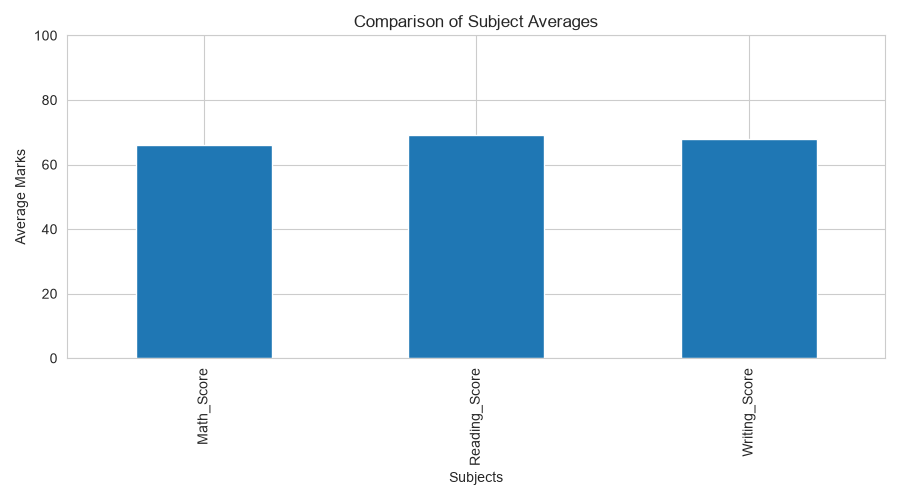 Comparison of Subject Averages
100
80
60
40
20
0
Average Marks
Math_Score
Reading_Score
Writing_Score
Subjects